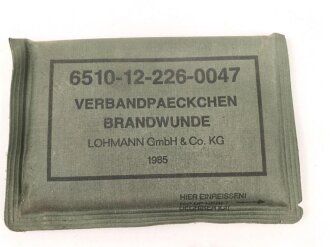 6510-12-226-0047
VERBANDPAECKCHEN
BRANDWUNDE
LOHMANN GmbH & Co. KG
1985
HIER EINREISSEN!